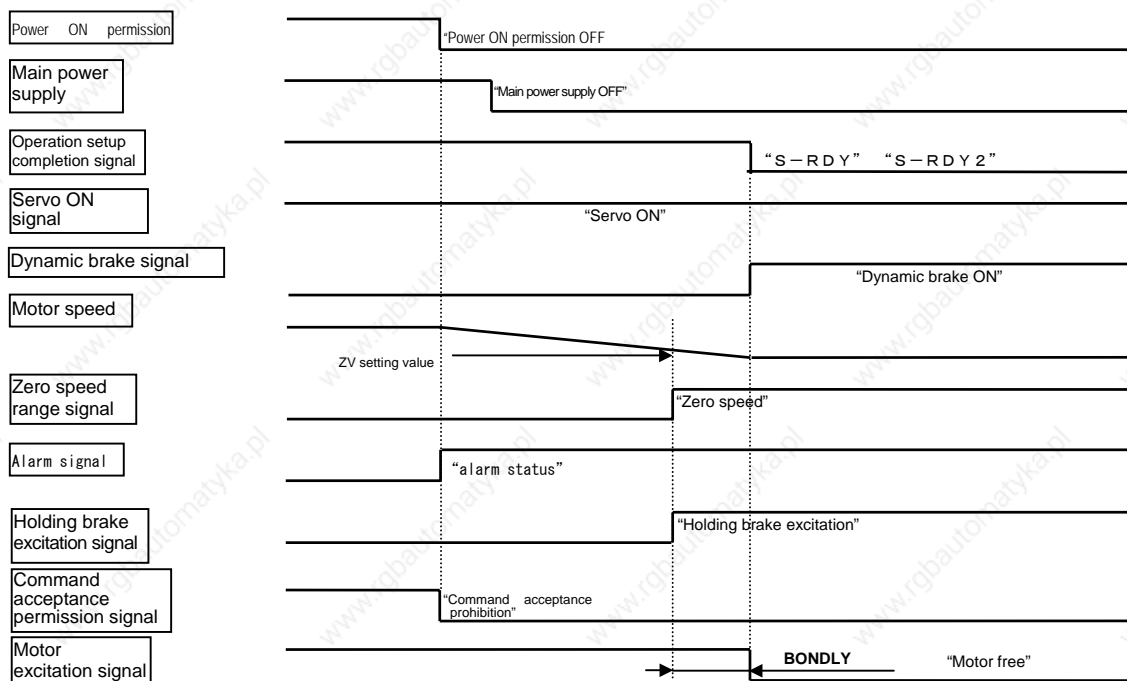 Power ON permission
"Power ON permission OFF
Main power
supply
"Main power supply OFF"
Operation setup
completion signal
“S－RDY” “S－RDY2”
Servo ON
signal
"Servo ON"
Dynamic brake signal
"Dynamic brake ON"
Motor speed
ZV setting value
Zero speed
range signal
"Zero speed"
Alarm signal
“alarm status”
Holding brake
excitation signal
"Holding brake excitation"
Command
acceptance
permission signal
"Command acceptance
prohibition"
Motor
excitation signal
BONDLY
"Motor free"
www.rgbautomatyka.pl